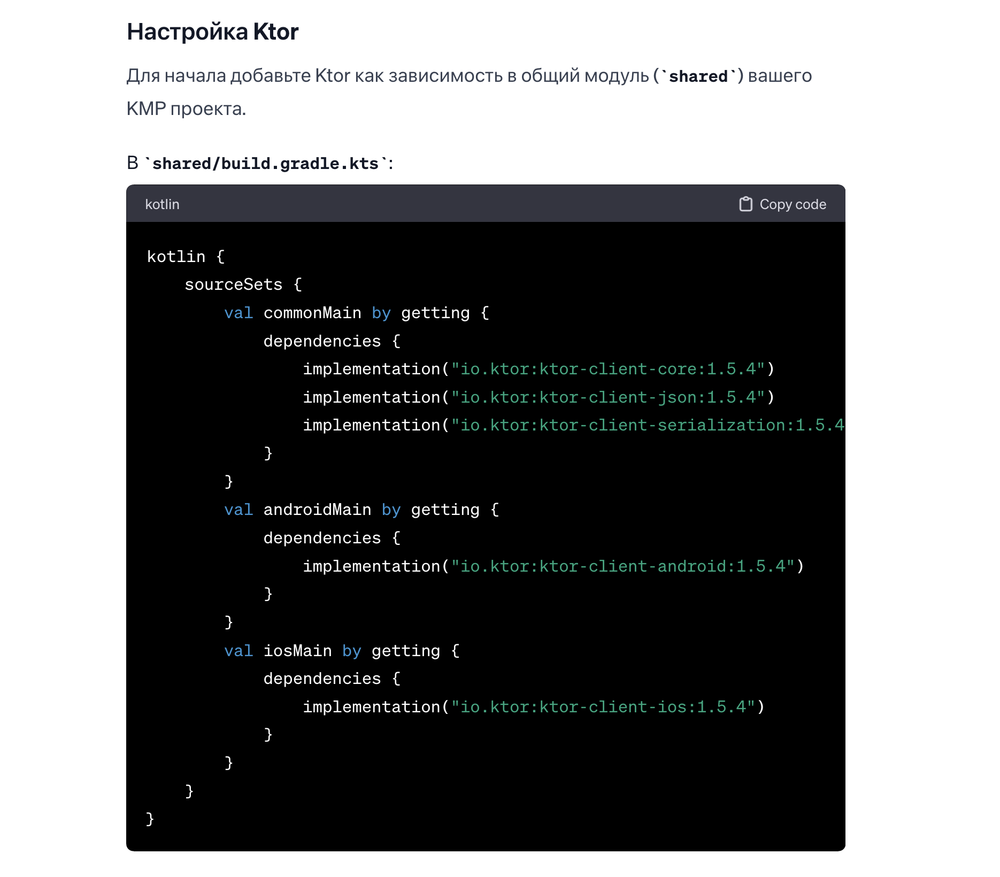 Настройка Ktor
Для начала добавьте Ktor как зависимость в общий модуль (`shared`) вашего
KMP проекта.
В `shared/build.gradle.kts`:
kotlin Copy code
kotlin {
    sourceSets {
        val commonMain by getting {
            dependencies {
                implementation("io.ktor:ktor-client-core:1.5.4")
                implementation("io.ktor:ktor-client-json:1.5.4")
                implementation("io.ktor:ktor-client-serialization:1.5.4
            }
        }
        val androidMain by getting {
            dependencies {
                implementation("io.ktor:ktor-client-android:1.5.4")
            }
        }
        val iosMain by getting {
            dependencies {
                implementation("io.ktor:ktor-client-ios:1.5.4")
            }
        }
    }
}